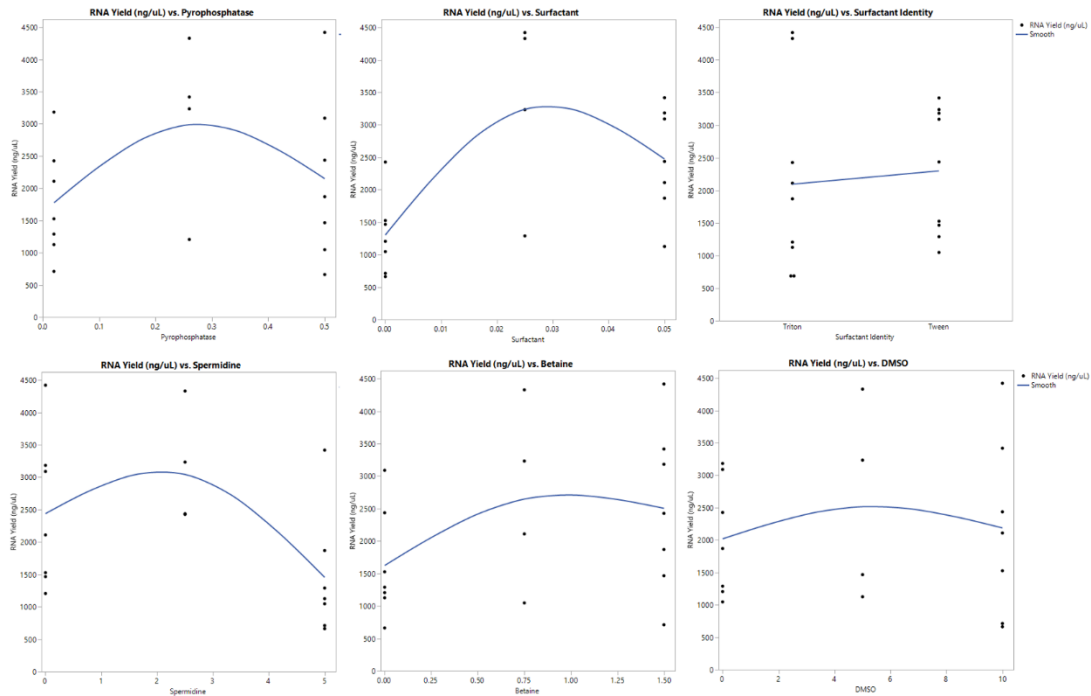 RNA Yield (ng/uL) vs. Pyrophosphatase
4500
4000
3500
3000
2500
2000
1500
1000
500
0
RNA Yield (ng/uL)
0.0 0.1 0.2 0.3 0.4 0.5
Pyrophosphatase
RNA Yield (ng/uL) vs. Surfactant
4500
4000
3500
3000
2500
2000
1500
1000
500
0
RNA Yield (ng/uL)
0.00 0.01 0.02 0.03 0.04 0.05
Surfactant
RNA Yield (ng/uL) vs. Surfactant Identity
4500
4000
3500
3000
2500
2000
1500
1000
500
0
RNA Yield (ng/uL)
Triton Tween
Surfactant Identity
RNA Yield (ng/uL)
Smooth
RNA Yield (ng/uL) vs. Spermidine
4500
4000
3500
3000
2500
2000
1500
1000
500
0
RNA Yield (ng/uL)
0 1 2 3 4 5
Spermidine
RNA Yield (ng/uL) vs. Betaine
4500
4000
3500
3000
2500
2000
1500
1000
500
0
RNA Yield (ng/uL)
0.00 0.25 0.50 0.75 1.00 1.25 1.50
Betaine
RNA Yield (ng/uL) vs. DMSO
4500
4000
3500
3000
2500
2000
1500
1000
500
0
RNA Yield (ng/uL)
0 2 4 6 8 10
DMSO
RNA Yield (ng/uL)
Smooth